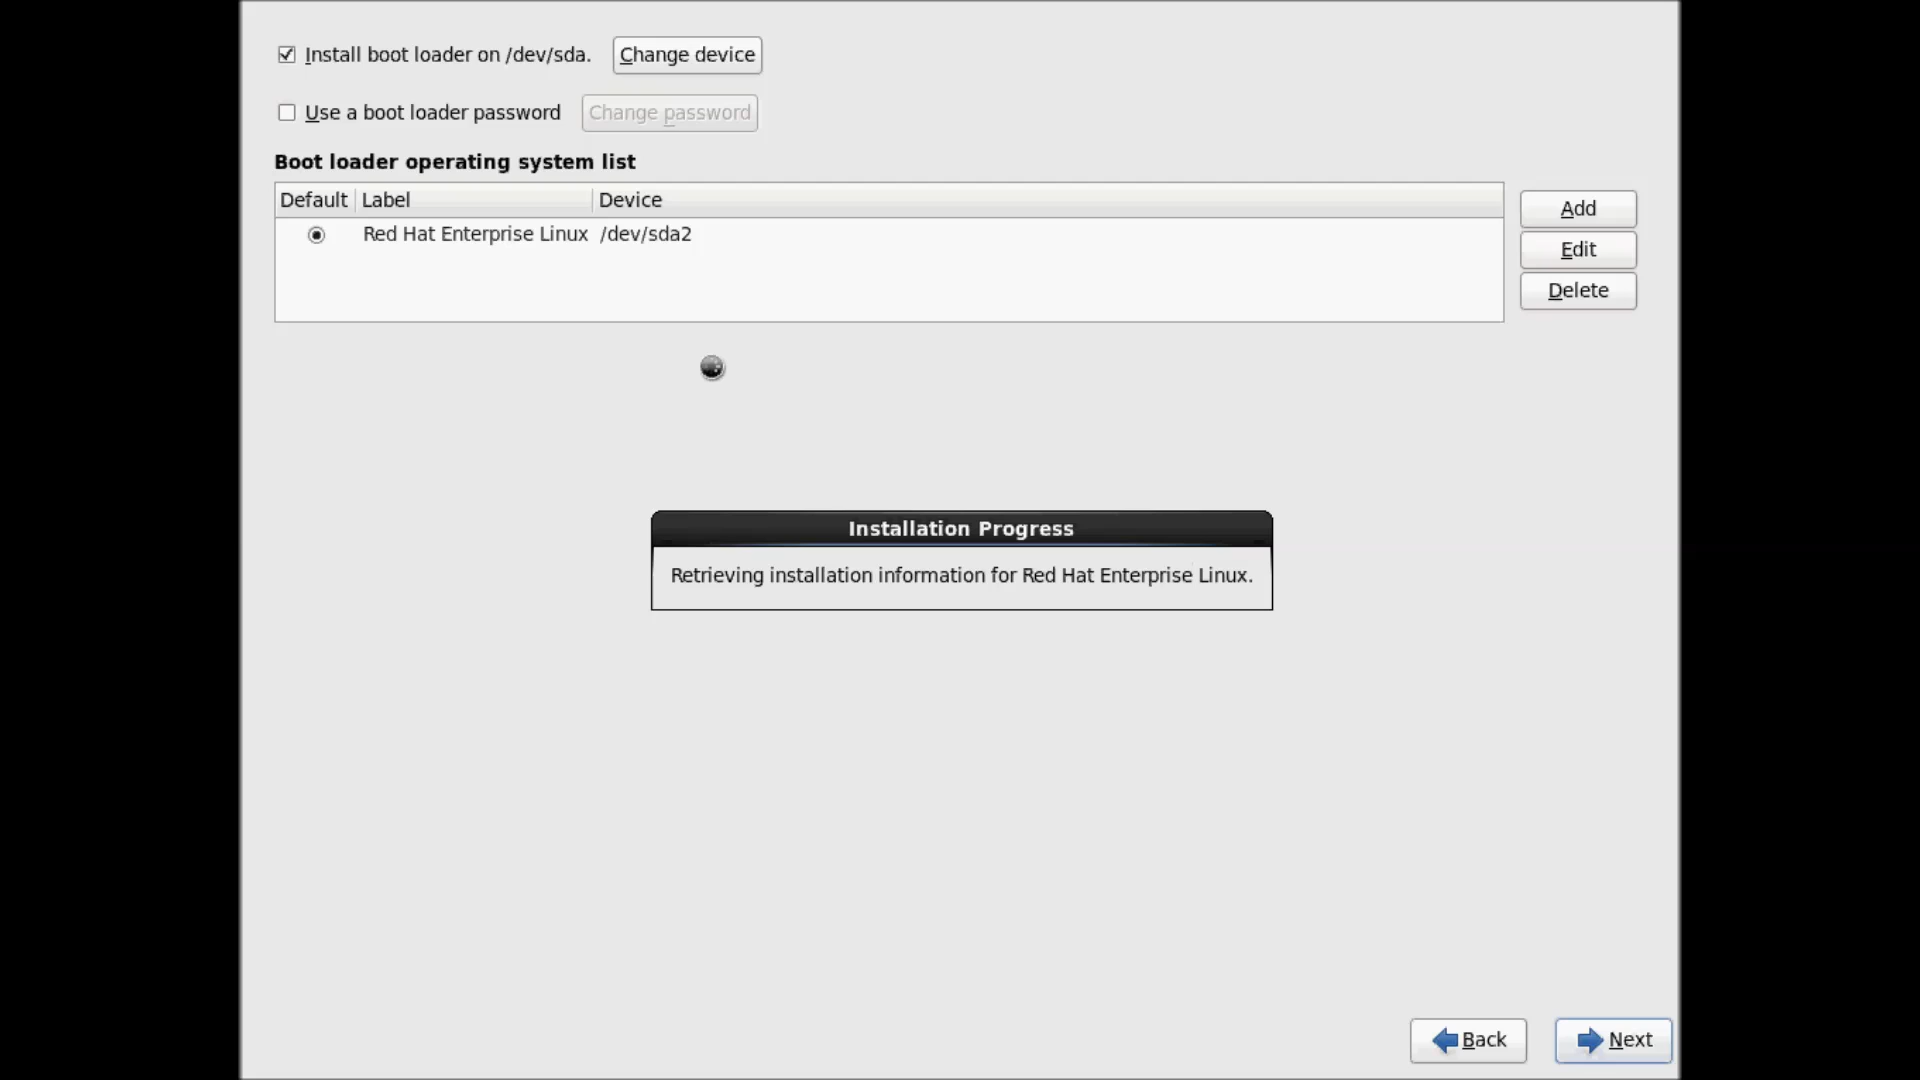 Install boot loader on /dev/sda. Change device
Use a boot loader password Change password
Boot loader operating system list
Default Label Device
Red Hat Enterprise Linux /dev/sda2
Add
Edit
Delete
Installation Progress
Retrieving installation information for Red Hat Enterprise Linux.
Back Next